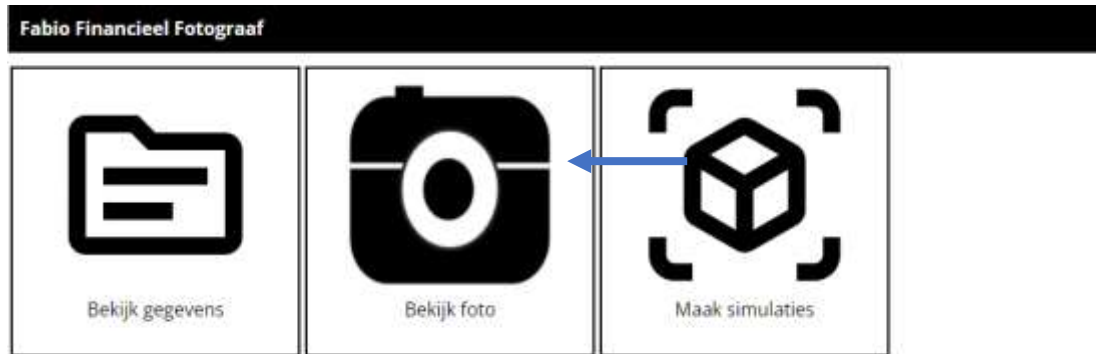 Fabio Financieel Fotograaf
Bekijk gegevens
Bekijk foto
Maak simulaties